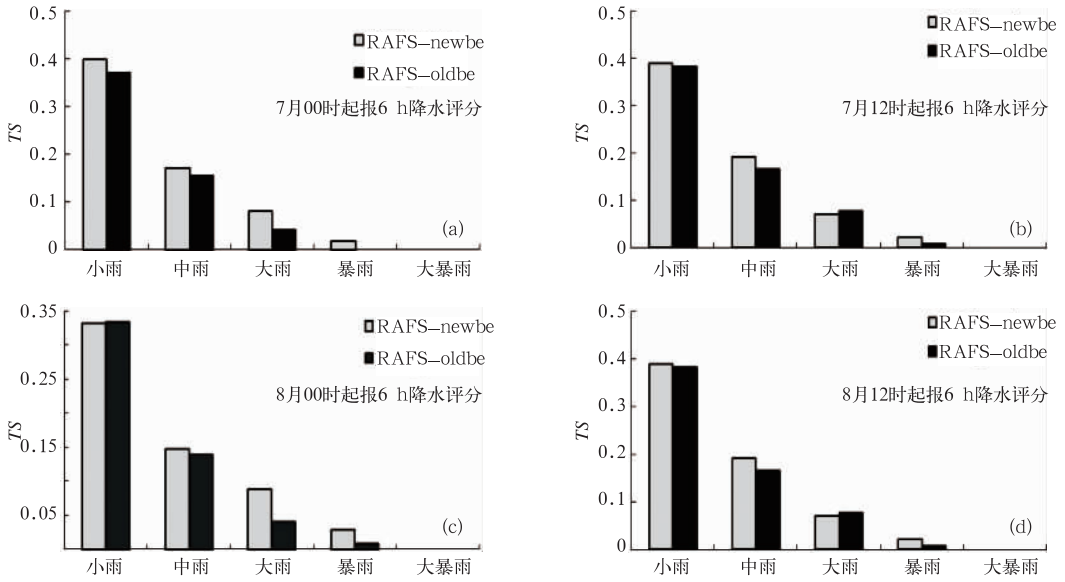 0.5
RAFS—newbe
RAFS—oldbe
0.4
7月00时起报6 h降水评分
0.3
TS
0.2
0.1
(a)
0
小雨 中雨 大雨 暴雨 大暴雨
0.5
RAFS—newbe
RAFS—oldbe
0.4
7月12时起报6 h降水评分
0.3
TS
0.2
0.1
(b)
0
小雨 中雨 大雨 暴雨 大暴雨
0.35
RAFS—newbe
RAFS—oldbe
0.25
8月00时起报6 h降水评分
TS
0.15
0.05
(c)
小雨 中雨 大雨 暴雨 大暴雨
0.5
RAFS—newbe
RAFS—oldbe
0.4
8月12时起报6 h降水评分
0.3
TS
0.2
0.1
(d)
0
小雨 中雨 大雨 暴雨 大暴雨